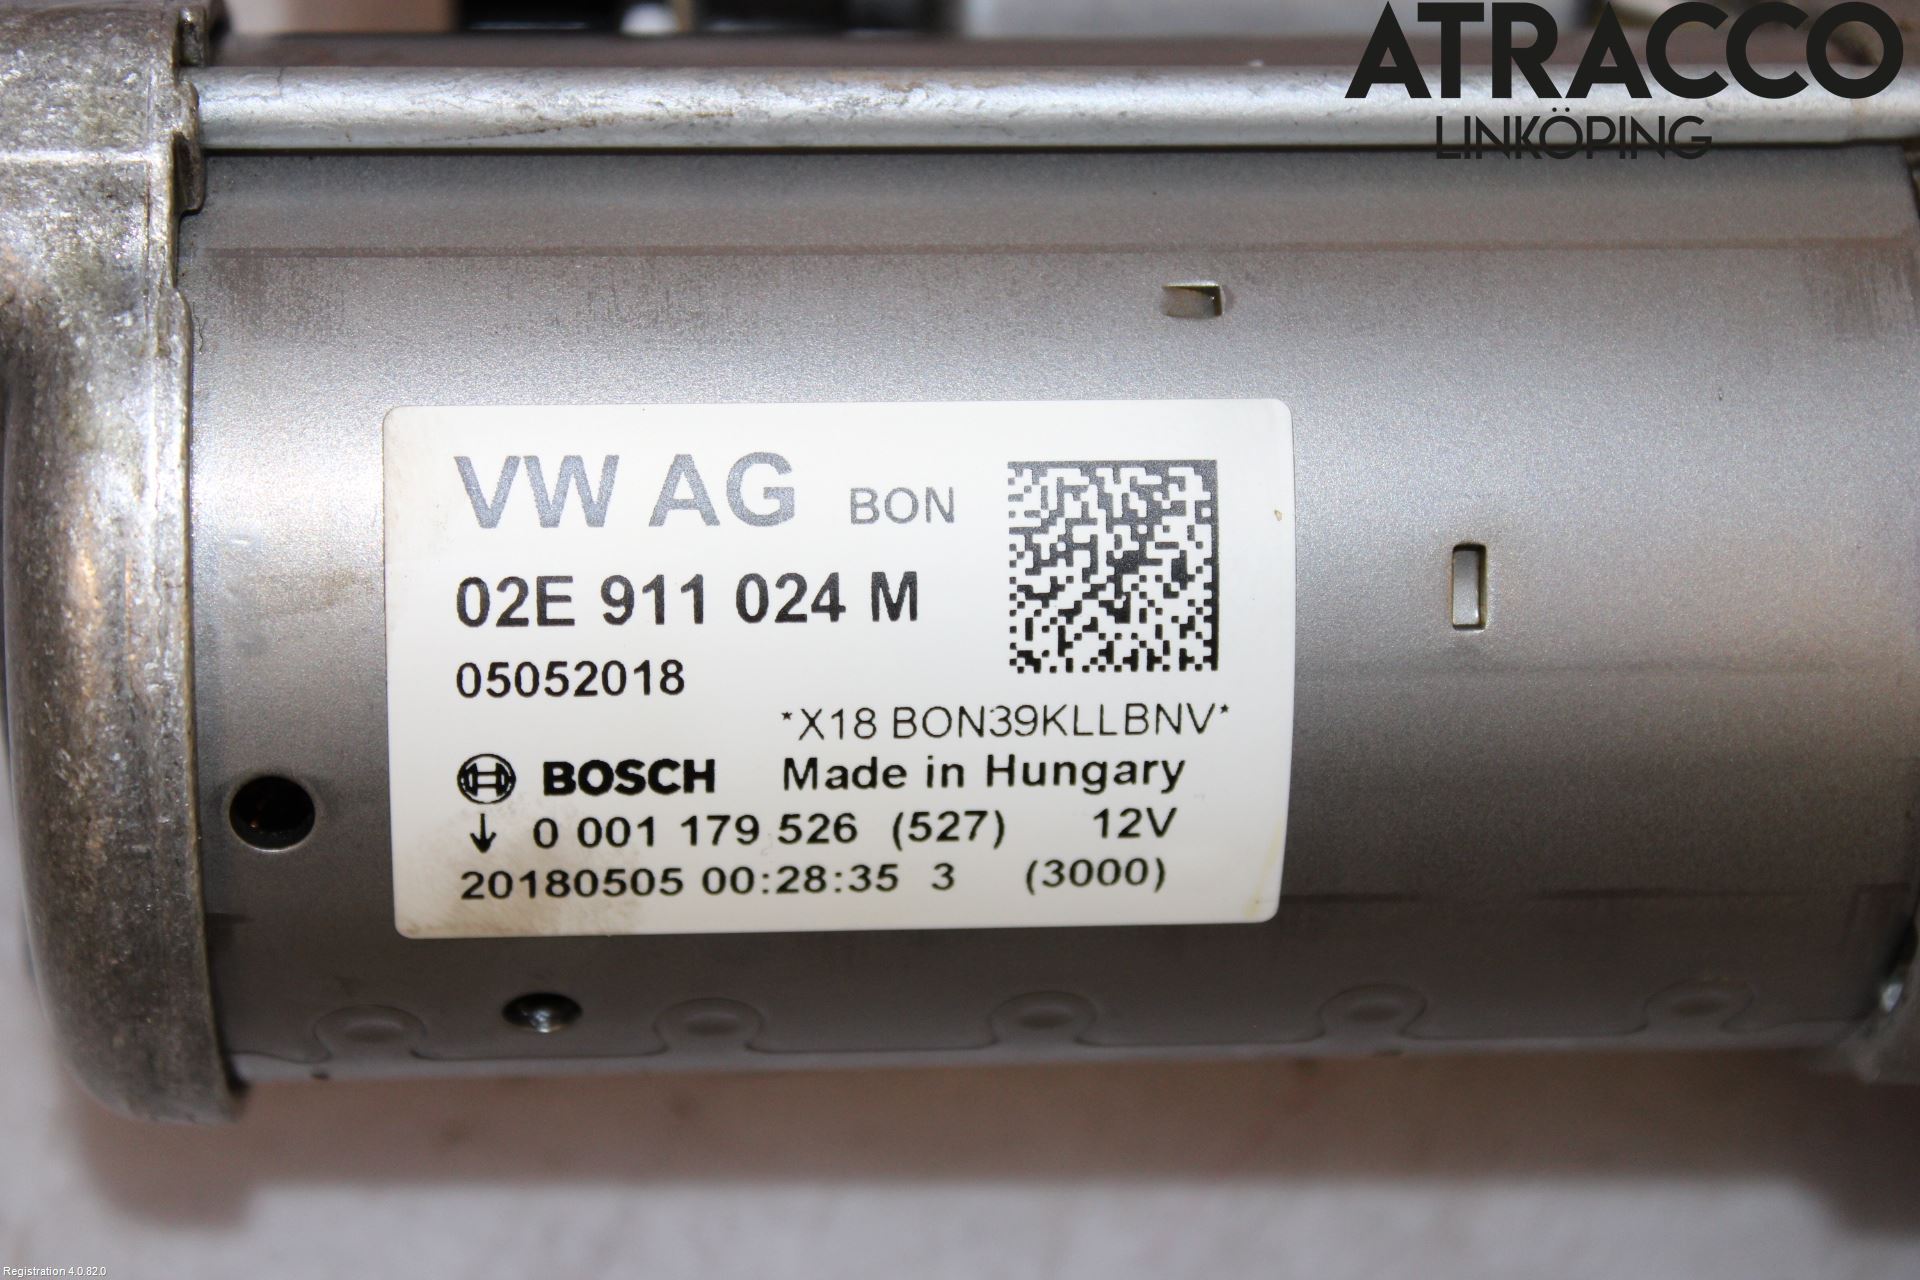 ATRACCO
LINKÖPING
VW AG BON
02E 911 024 M
05052018
*X18 BON39KLLBNV*
BOSCH Made in Hungary
↓ 0 001 179 526 (527) 12V
20180505 00:28:35 3 (3000)
Registration 4.0.82.0